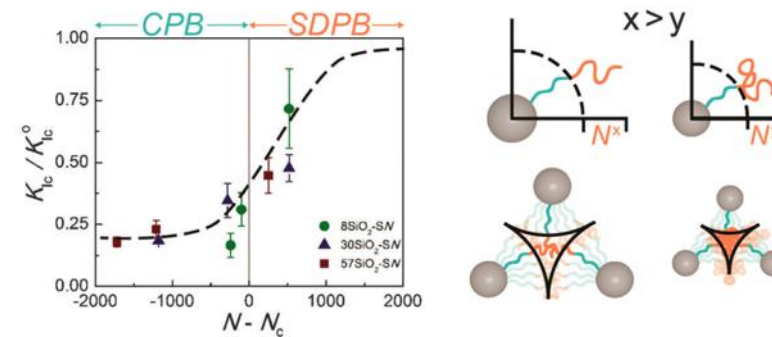 CPB SDPB
K_Ic / K_Ic^o
1.00
0.75
0.50
0.25
0.00
8SiO₂-SN
30SiO₂-SN
57SiO₂-SN
-2000 -1000 0 1000 2000
N - N_c
x > y
N^x
N